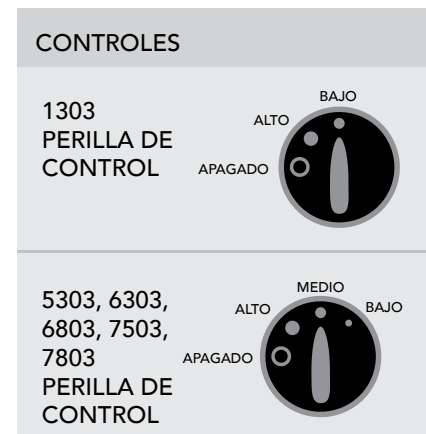 CONTROLES
1303
PERILLA DE
CONTROL
BAJO
ALTO
APAGADO
5303, 6303,
6803, 7503,
7803
PERILLA DE
CONTROL
MEDIO
ALTO
BAJO
APAGADO